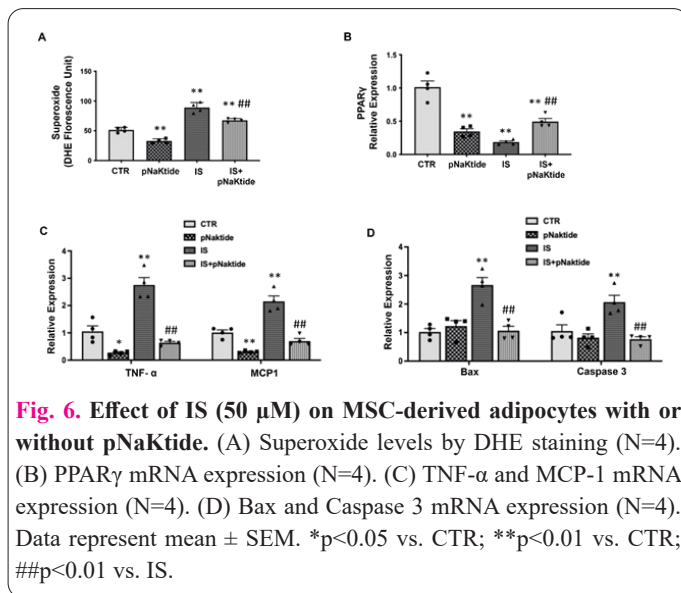 A
Superoxide
(DHE Florescence Unit)
150
100
50
0
**
**
** ##
CTR
pNaKtide
IS
IS+
pNaKtide
B
PPARγ
Relative Expression
1.5
1.0
0.5
0.0
**
**
** ##
CTR
pNaKtide
IS
IS+
pNaKtide
C
CTR
pNaktide
IS
IS+pNaktide
Relative Expression
4
3
2
1
0
*
**
##
**
**
##
TNF- α
MCP1
D
CTR
pNaktide
IS
IS+pNaktide
Relative Expression
4
3
2
1
0
**
##
**
##
Bax
Caspase 3
Fig. 6. Effect of IS (50 μM) on MSC-derived adipocytes with or
without pNaKtide. (A) Superoxide levels by DHE staining (N=4).
(B) PPARγ mRNA expression (N=4). (C) TNF-α and MCP-1 mRNA
expression (N=4). (D) Bax and Caspase 3 mRNA expression (N=4).
Data represent mean ± SEM. *p<0.05 vs. CTR; **p<0.01 vs. CTR;
##p<0.01 vs. IS.